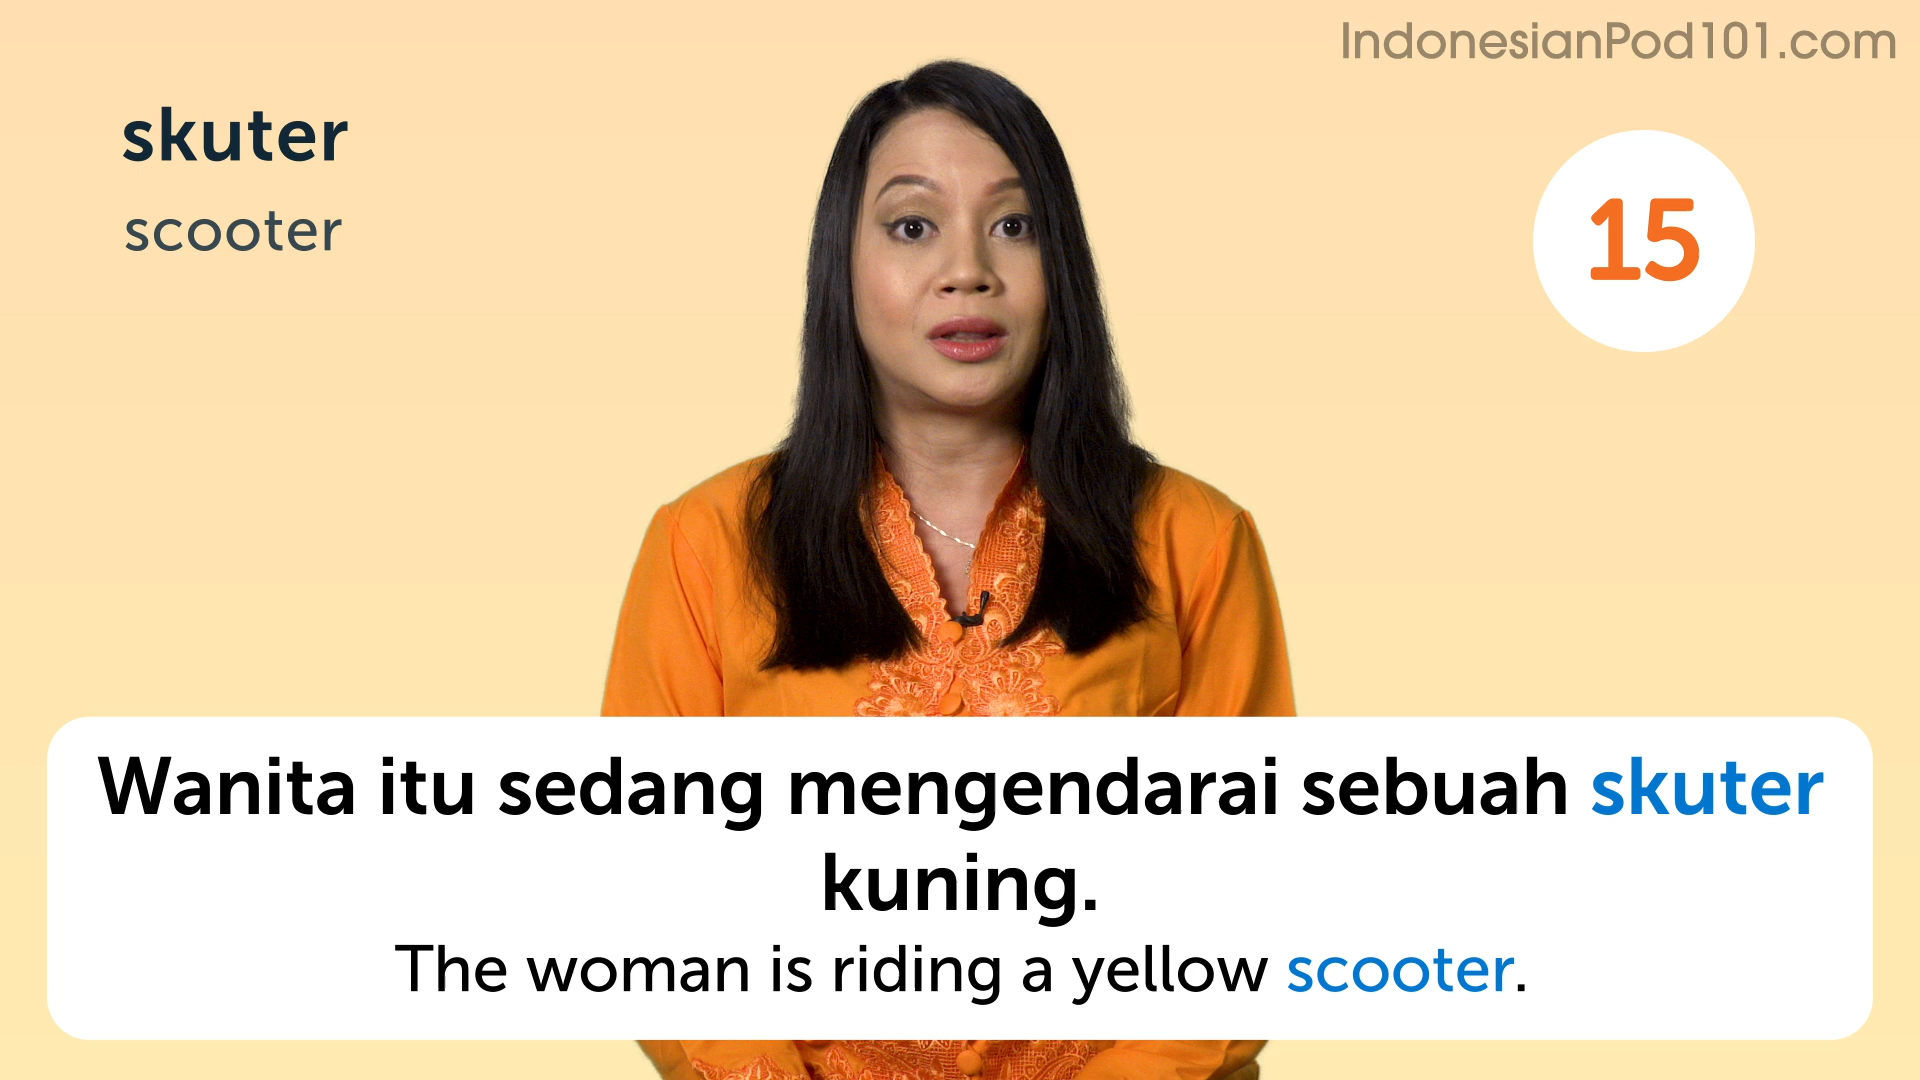 IndonesianPod101.com
skuter
scooter
15
Wanita itu sedang mengendarai sebuah skuter
kuning.
The woman is riding a yellow scooter.